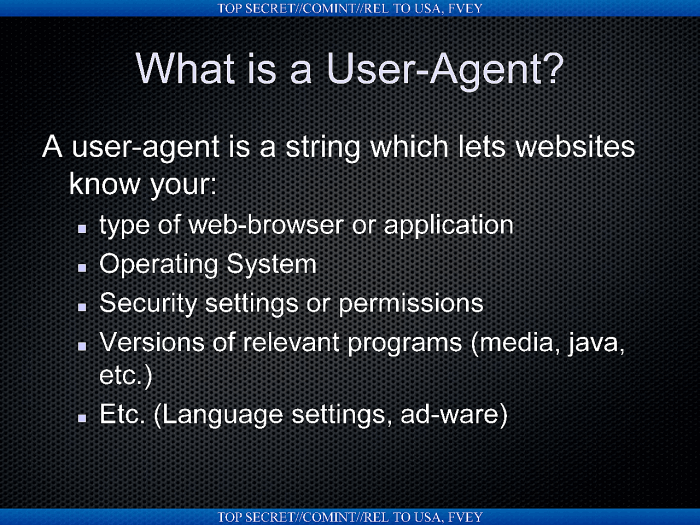 TOP SECRET//COMINT//REL TO USA, FVEY
What is a User-Agent?
A user-agent is a string which lets websites
know your:
type of web-browser or application
Operating System
Security settings or permissions
Versions of relevant programs (media, java,
etc.)
Etc. (Language settings, ad-ware)
TOP SECRET//COMINT//REL TO USA, FVEY